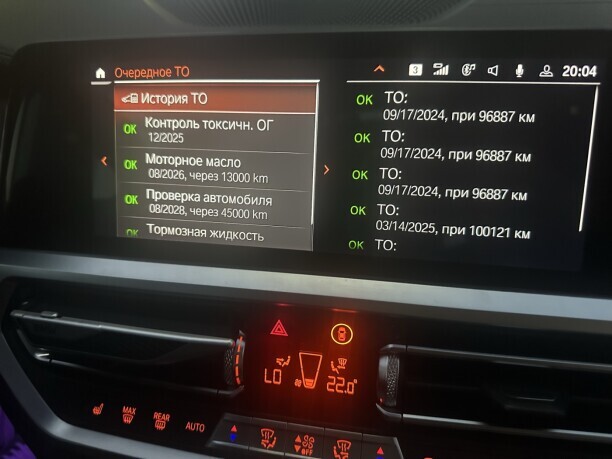 Очередное ТО
3
20:04
История ТО
OK Контроль токсичн. ОГ
12/2025
OK Моторное масло
08/2026, через 13000 km
OK Проверка автомобиля
08/2028, через 45000 km
OK Тормозная жидкость
OK ТО:
09/17/2024, при 96887 км
OK ТО:
09/17/2024, при 96887 км
OK ТО:
09/17/2024, при 96887 км
OK ТО:
03/14/2025, при 100121 км
OK ТО:
LO
22.0°
MAX
REAR
AUTO
OFF